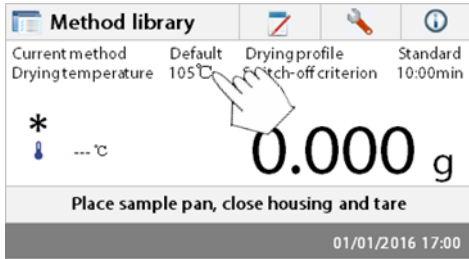 Method library
Current method Default Drying profile Standard
Drying temperature 105℃ Switch-off criterion 10:00min
* --- ℃
0.000 g
Place sample pan, close housing and tare
01/01/2016 17:00